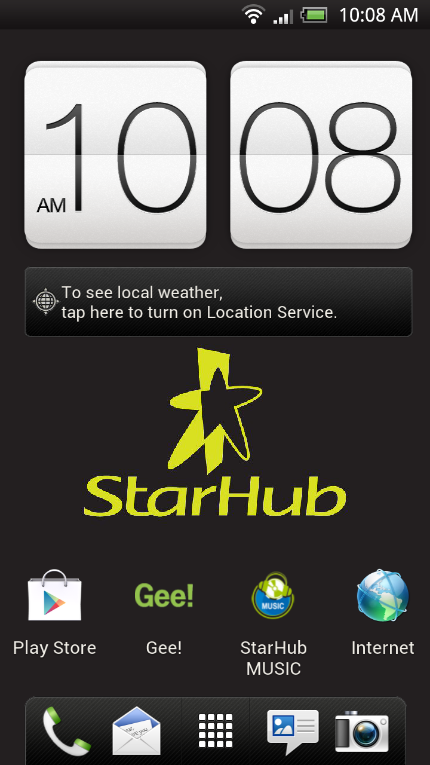 10:08 AM
AM 10 08
To see local weather,
tap here to turn on Location Service.
StarHub
Gee!
MUSIC
Play Store
Gee!
StarHub
MUSIC
Internet